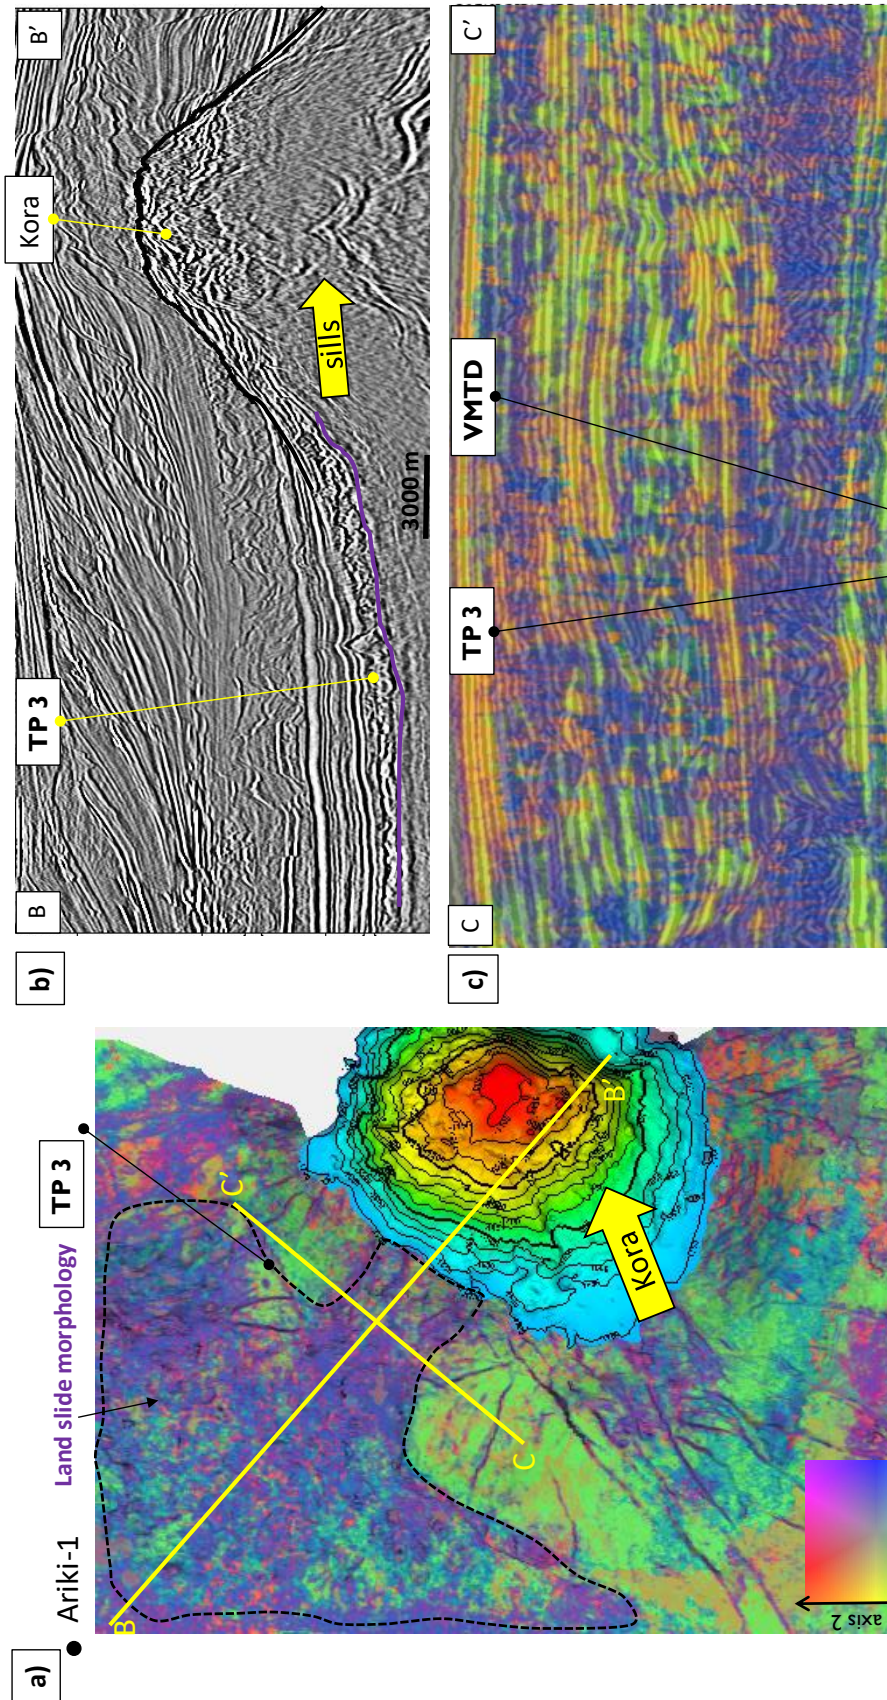 a)
Ariki-1
Land slide morphology
TP 3
B
B'
C
C'
Kora
axis 2
b)
B
B'
TP 3
Kora
sills
3000 m
c)
C
C'
TP 3
VMTD